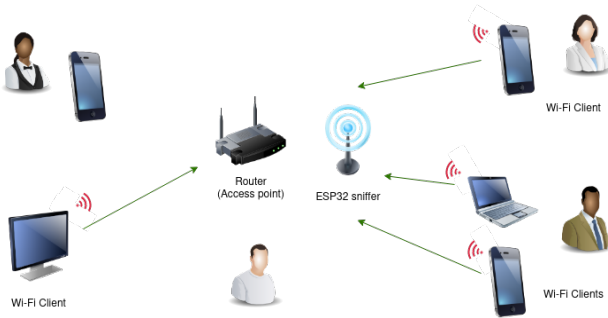 Wi-Fi Client
Router
(Access point)
ESP32 sniffer
Wi-Fi Client
Wi-Fi Clients